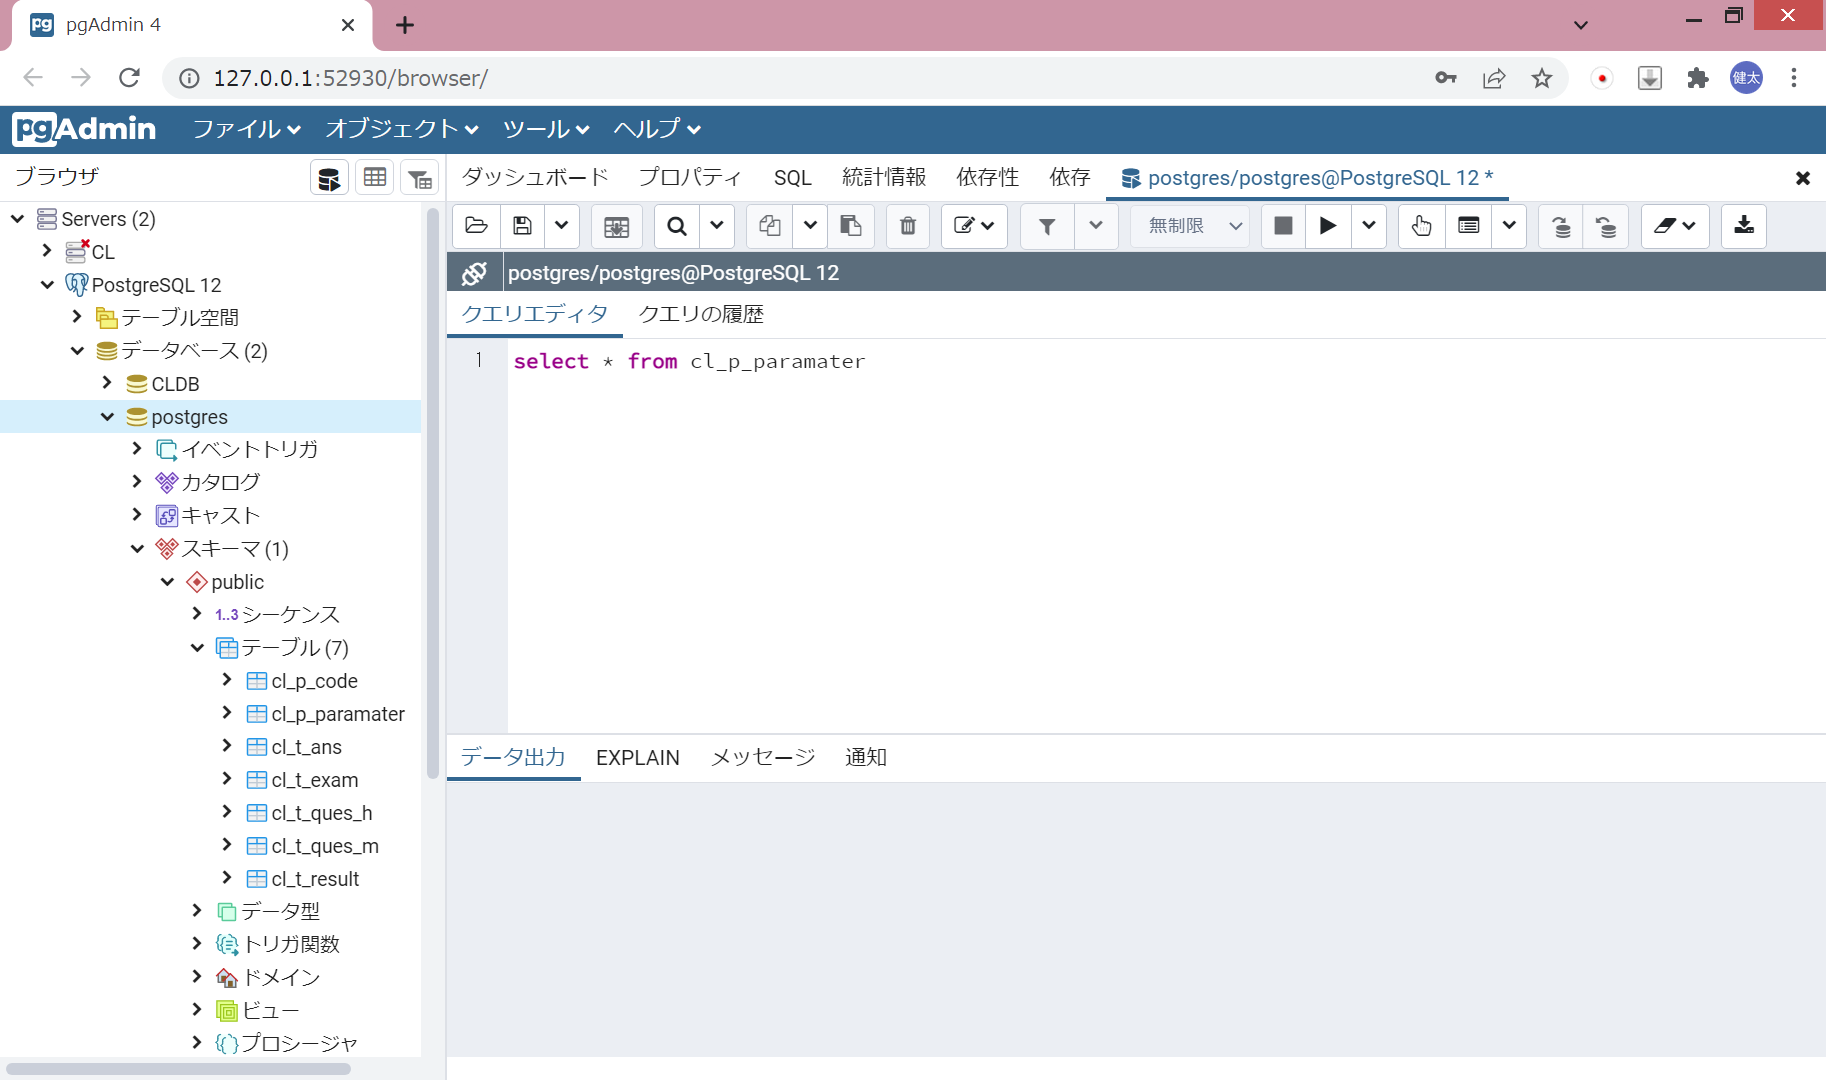 pg pgAdmin 4
127.0.0.1:52930/browser/
健太
pgAdmin ファイル オブジェクト ツール ヘルプ
ブラウザ
ダッシュボード プロパティ SQL 統計情報 依存性 依存 postgres/postgres@PostgreSQL 12 *
無制限
postgres/postgres@PostgreSQL 12
クエリエディタ クエリの履歴
1 select * from cl_p_paramater
データ出力 EXPLAIN メッセージ 通知
Servers (2)
CL
PostgreSQL 12
テーブル空間
データベース (2)
CLDB
postgres
イベントトリガ
カタログ
キャスト
スキーマ (1)
public
1..3 シーケンス
テーブル (7)
cl_p_code
cl_p_paramater
cl_t_ans
cl_t_exam
cl_t_ques_h
cl_t_ques_m
cl_t_result
データ型
トリガ関数
ドメイン
ビュー
プロシージャ